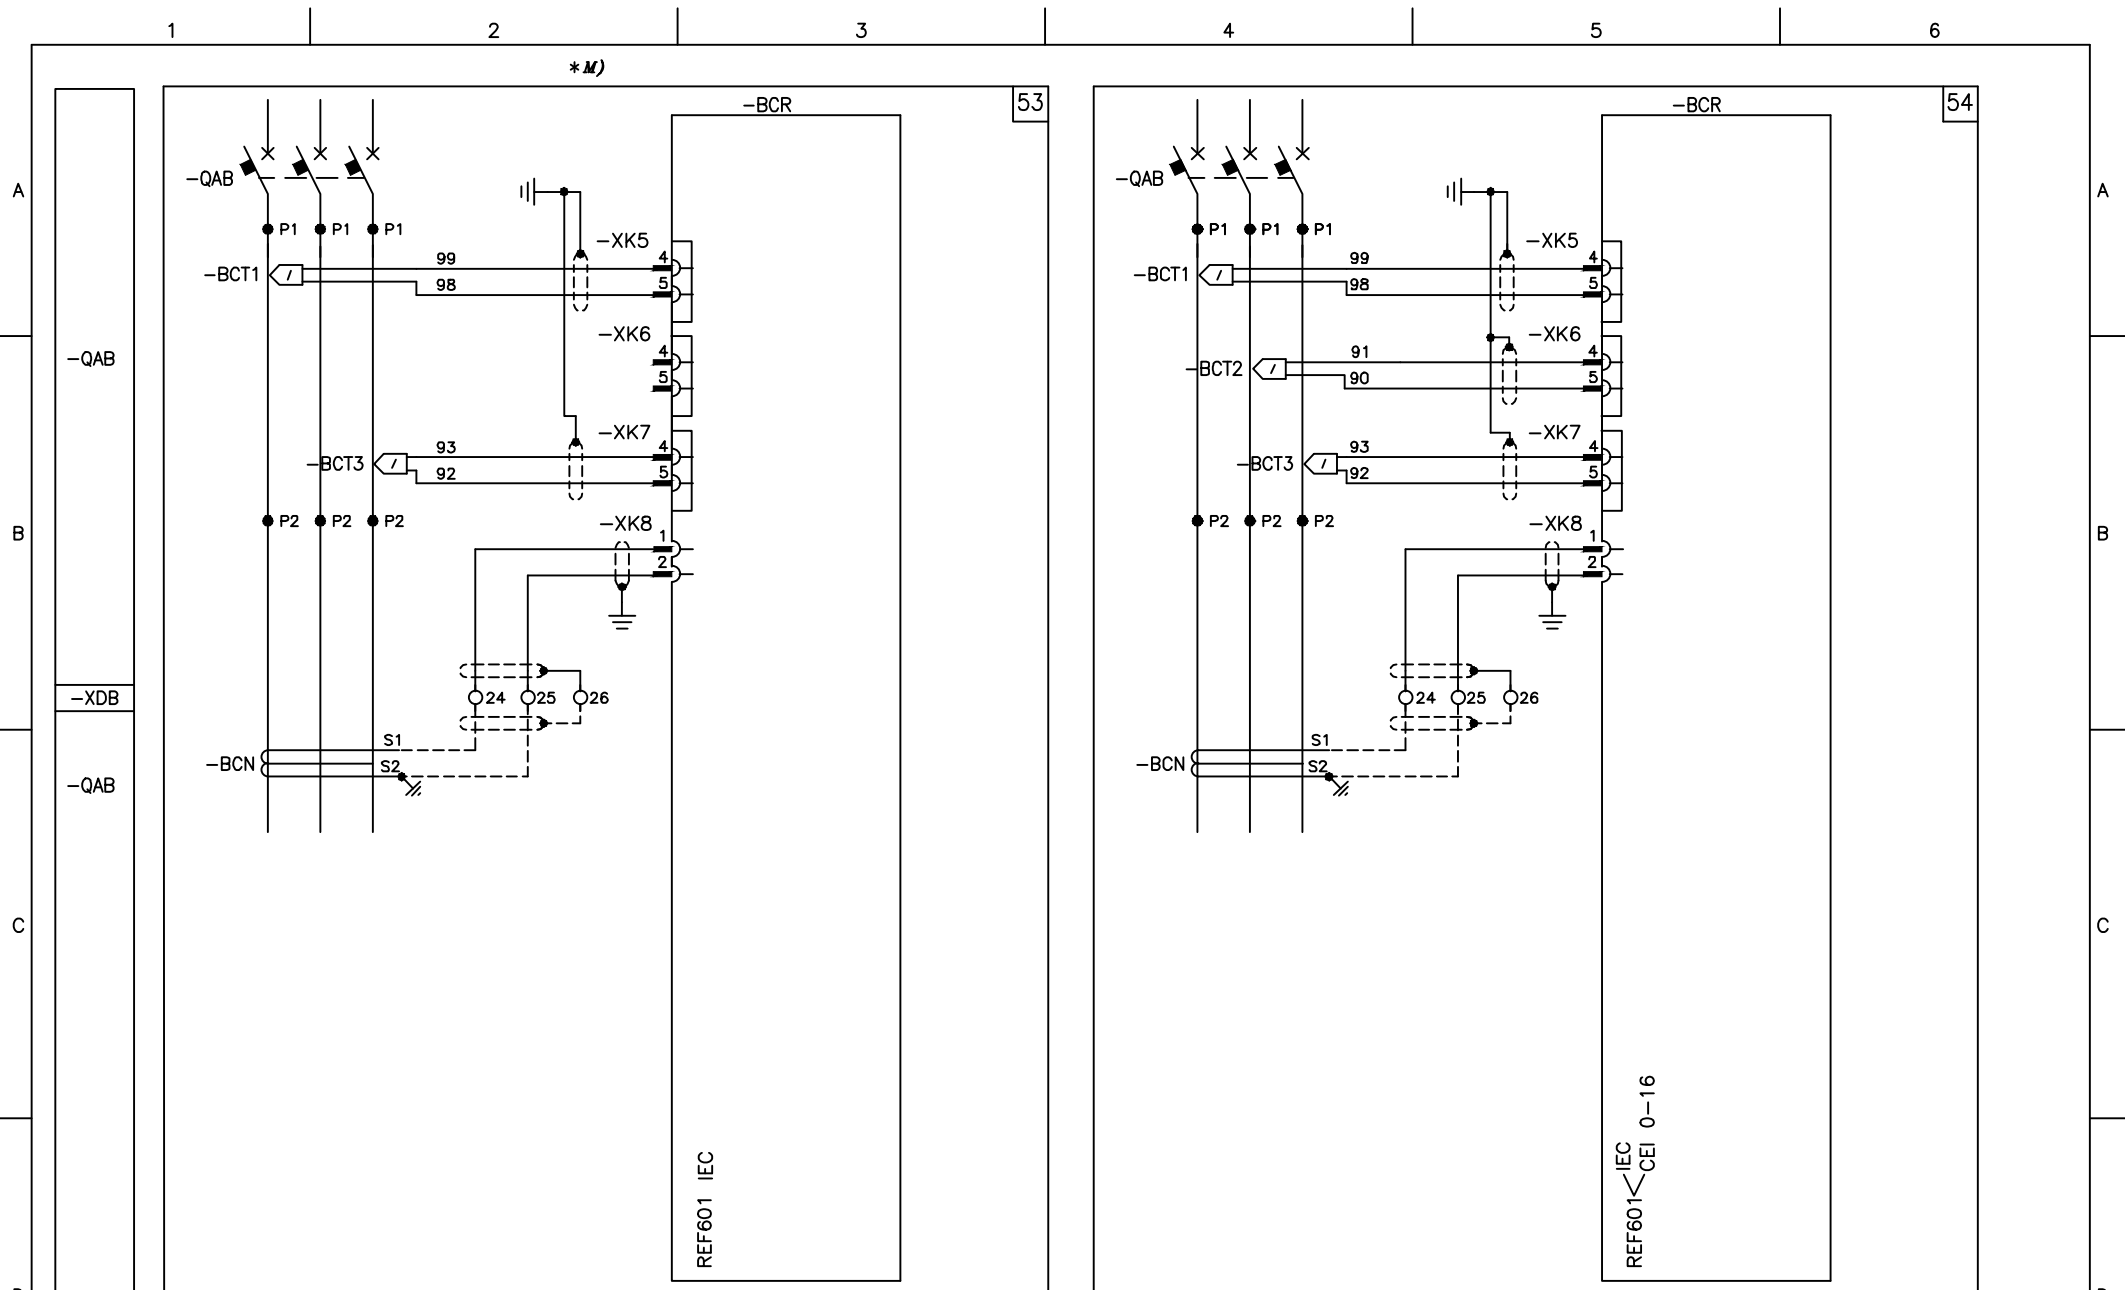 1 2 3 4 5 6
*M)
A A
B B
C C
-QAB
-XDB
-QAB
53
-BCR
-QAB
P1 P1 P1
-XK5
-BCT1 99 4
98 5
-XK6
4
5
-XK7
-BCT3 93 4
92 5
P2 P2 P2
-XK8
1
2
24 25 26
S1
-BCN S2
REF601 IEC
54
-BCR
-QAB
P1 P1 P1
-XK5
-BCT1 99 4
98 5
-XK6
-BCT2 91 4
90 5
-XK7
-BCT3 93 4
92 5
P2 P2 P2
-XK8
1
2
24 25 26
S1
-BCN S2
REF601 IEC
CEI 0-16